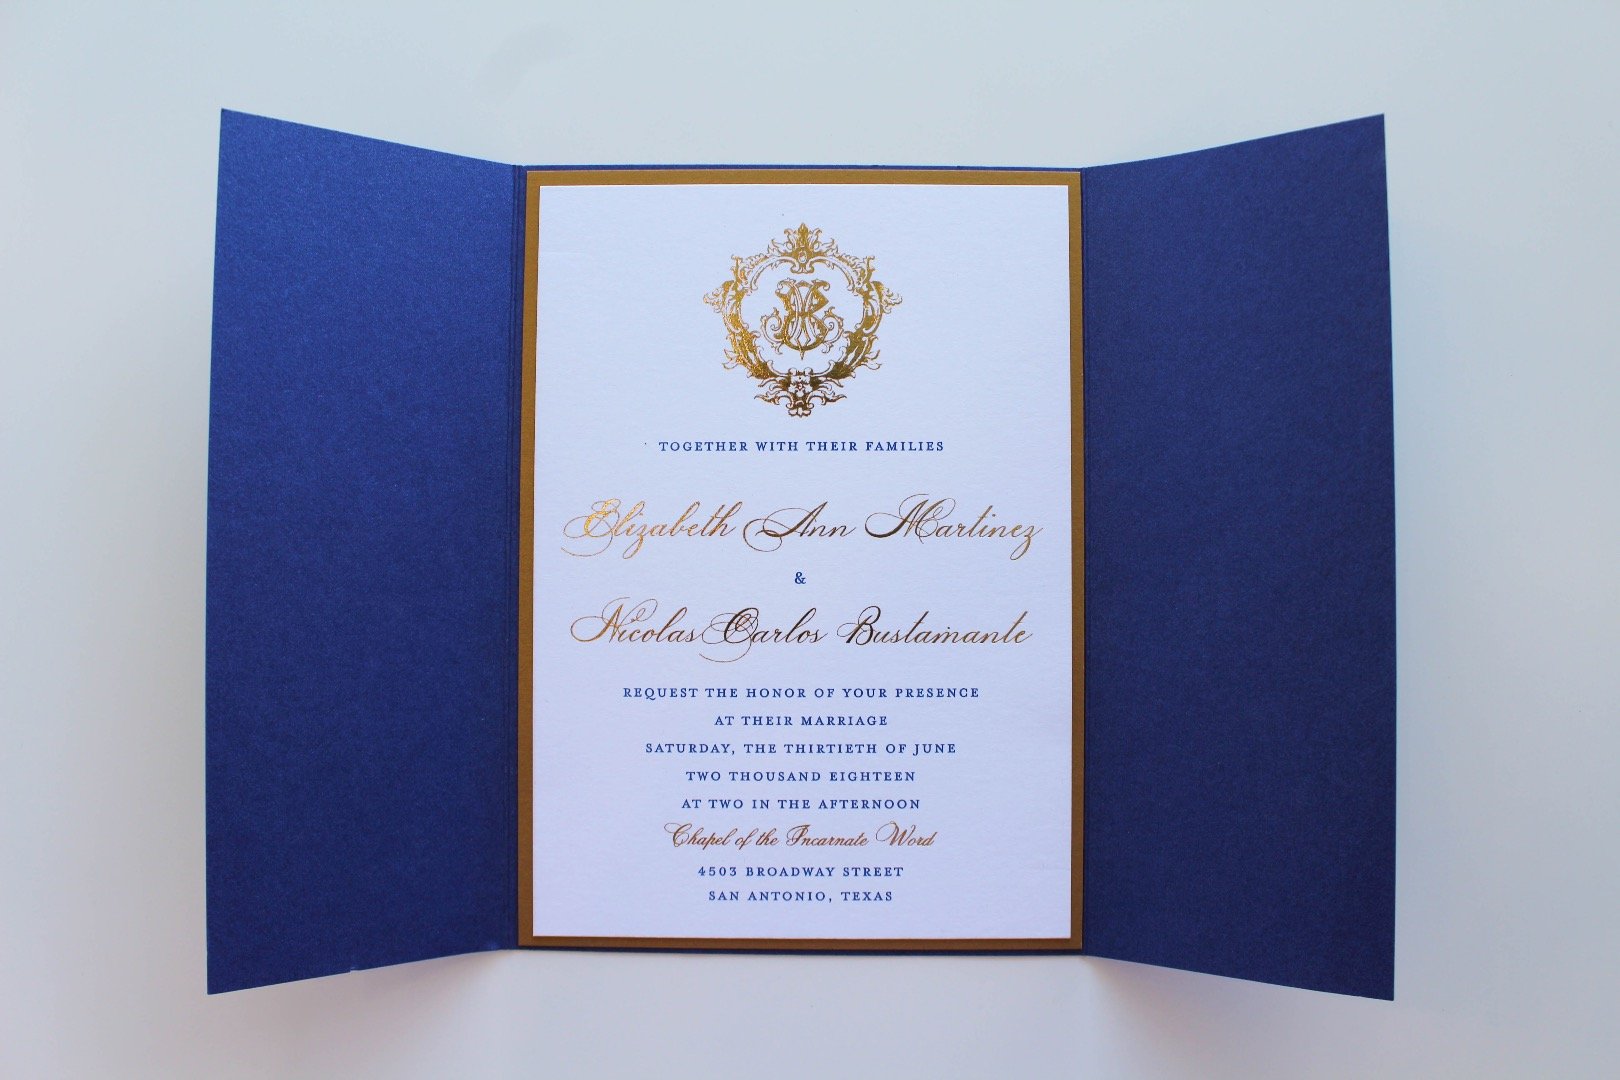 TOGETHER WITH THEIR FAMILIES
Elizabeth Ann Martinez
&
Nicolas Carlos Bustamante
REQUEST THE HONOR OF YOUR PRESENCE
AT THEIR MARRIAGE
SATURDAY, THE THIRTIETH OF JUNE
TWO THOUSAND EIGHTEEN
AT TWO IN THE AFTERNOON
Chapel of the Incarnate Word
4503 BROADWAY STREET
SAN ANTONIO, TEXAS